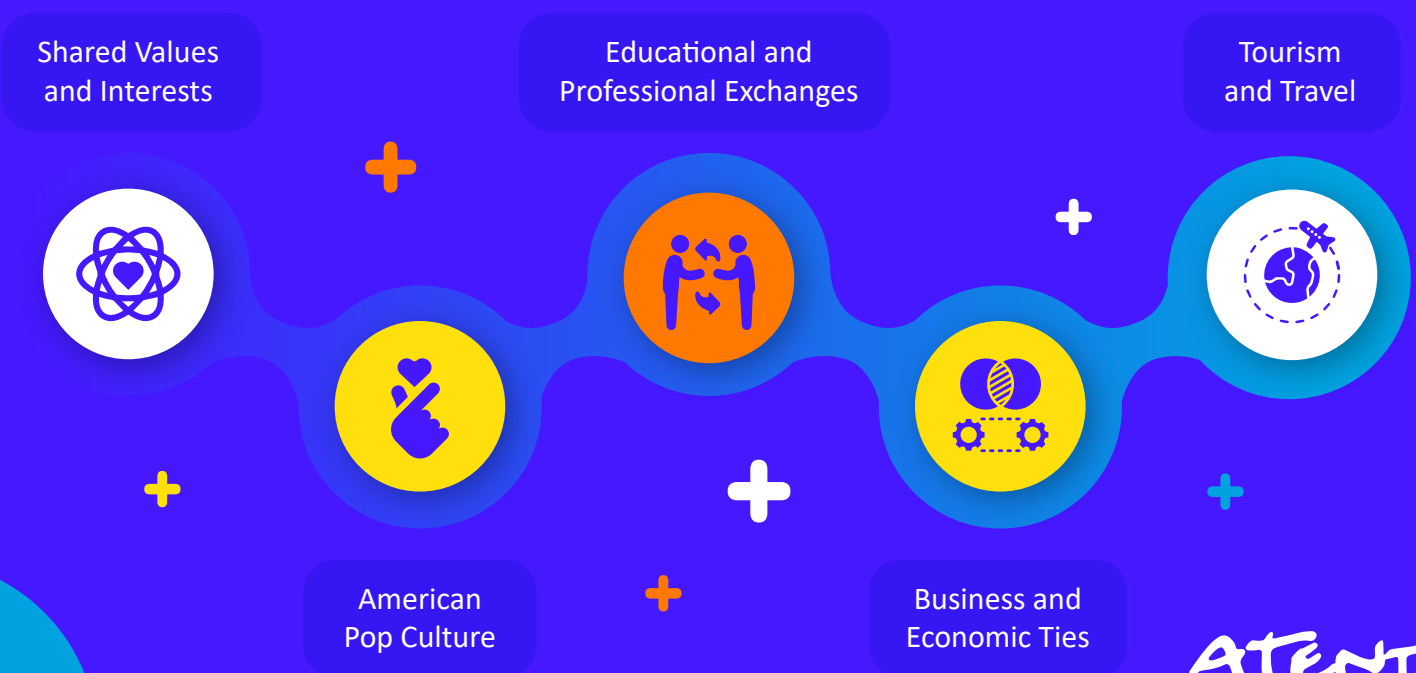 Shared Values
and Interests
Educational and
Professional Exchanges
Tourism
and Travel
American
Pop Culture
Business and
Economic Ties